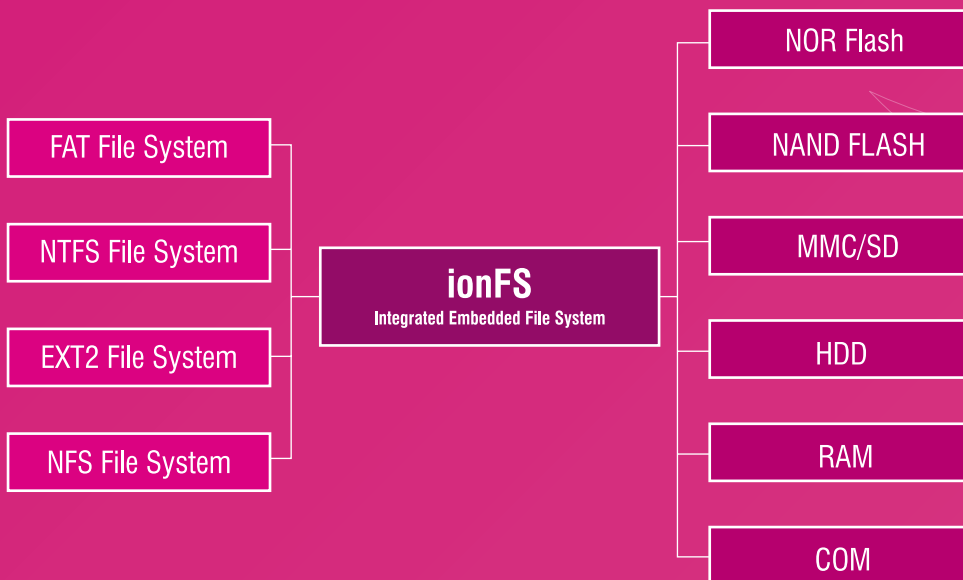 FAT File System
NTFS File System
EXT2 File System
NFS File System
ionFS
Integrated Embedded File System
NOR Flash
NAND FLASH
MMC/SD
HDD
RAM
COM